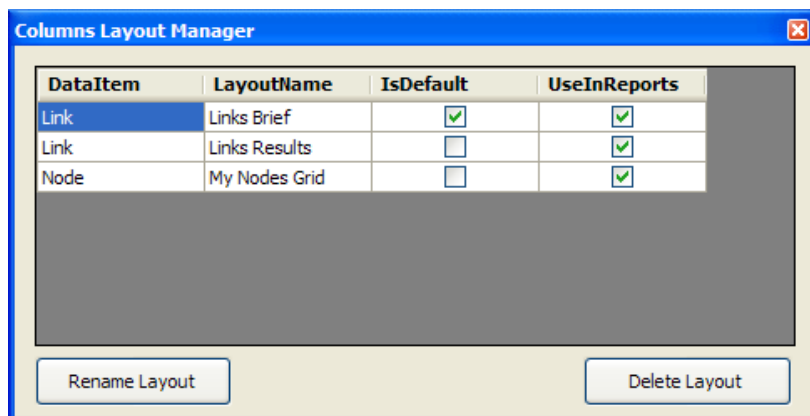 Columns Layout Manager
DataItem LayoutName IsDefault UseInReports
Link Links Brief
Link Links Results
Node My Nodes Grid
Rename Layout Delete Layout